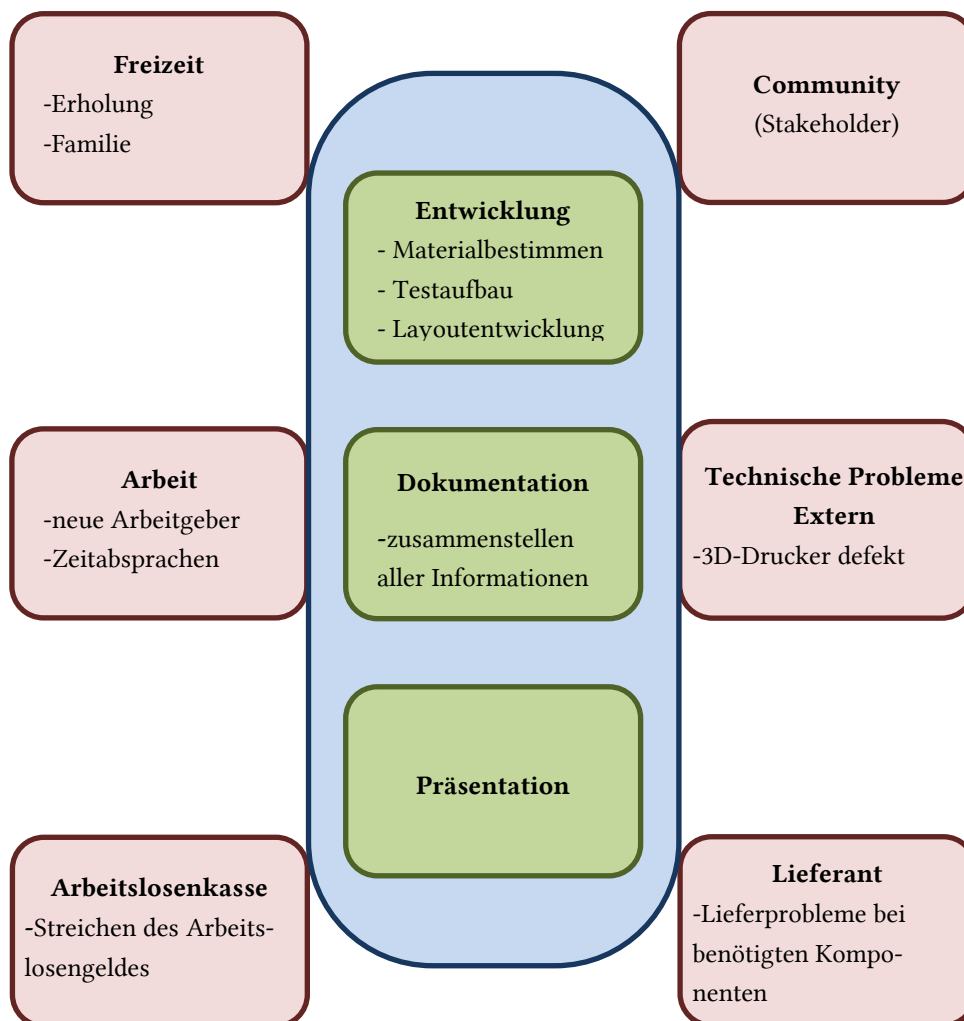 Freizeit
-Erholung
-Familie
Community
(Stakeholder)
Entwicklung
- Materialbestimmen
- Testaufbau
- Layoutentwicklung
Arbeit
-neue Arbeitgeber
-Zeitabsprachen
Dokumentation
-zusammenstellen
aller Informationen
Technische Probleme
Extern
-3D-Drucker defekt
Präsentation
Arbeitslosenkasse
-Streichen des Arbeits-
losengeldes
Lieferant
-Lieferprobleme bei
benötigten Kompo-
nenten